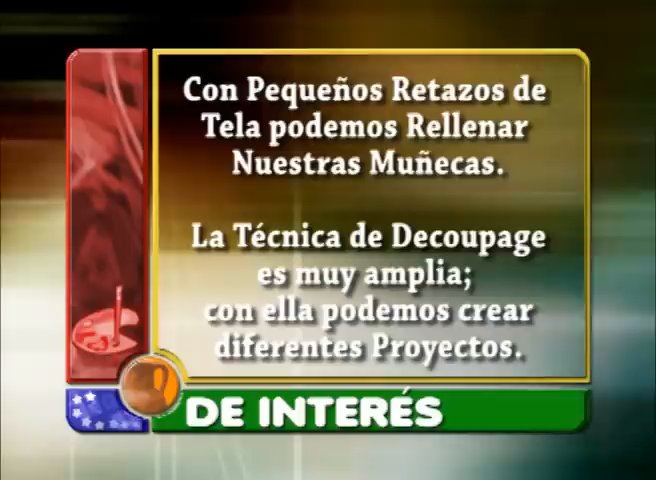 Con Pequeños Retazos de
Tela podemos Rellenar
Nuestras Muñecas.
La Técnica de Decoupage
es muy amplia;
con ella podemos crear
diferentes Proyectos.
DE INTERÉS